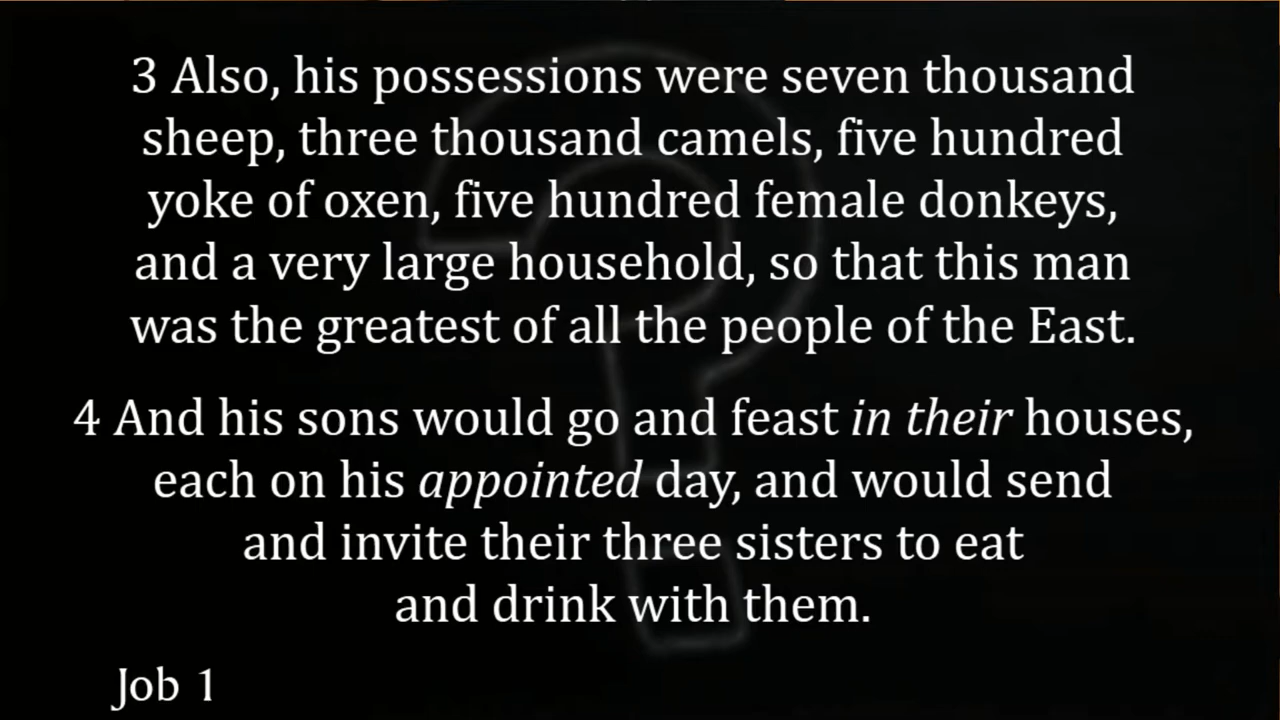 3 Also, his possessions were seven thousand
sheep, three thousand camels, five hundred
yoke of oxen, five hundred female donkeys,
and a very large household, so that this man
was the greatest of all the people of the East.
4 And his sons would go and feast in their houses,
each on his appointed day, and would send
and invite their three sisters to eat
and drink with them.
Job 1